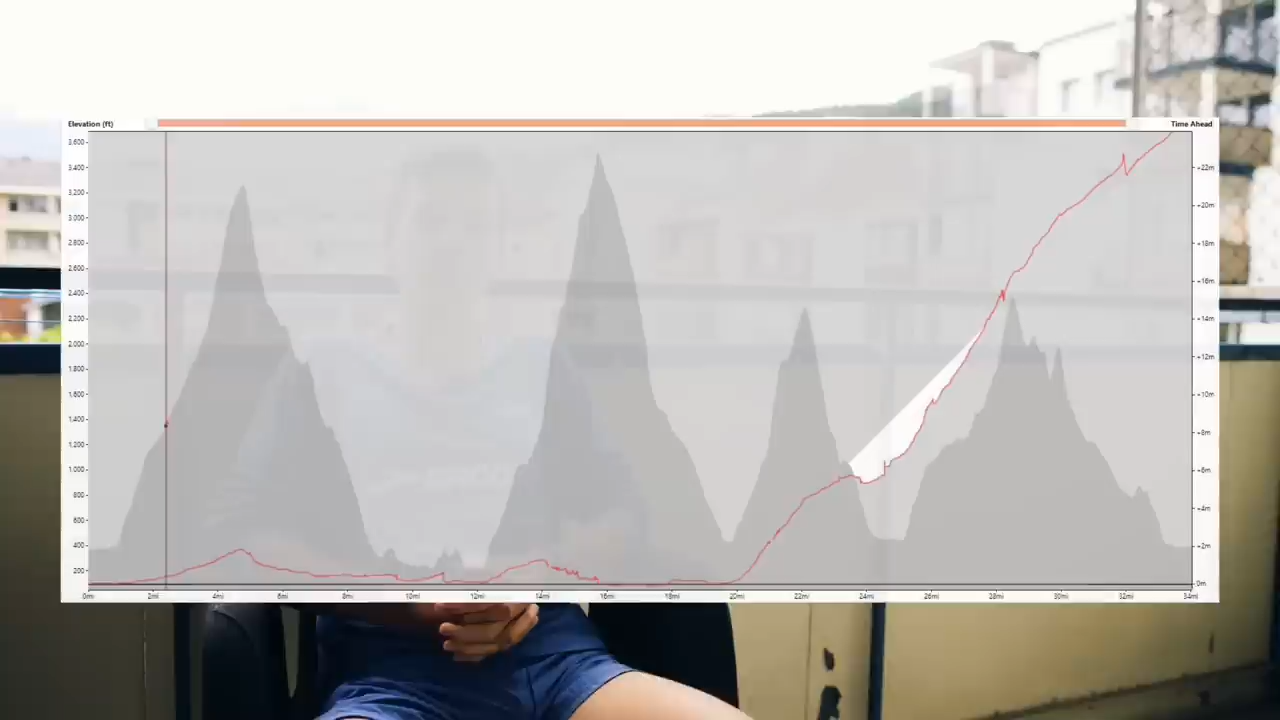 Elevation (ft)
Time Ahead
3,600
3,400
3,200
3,000
2,800
2,600
2,400
2,200
2,000
1,800
1,600
1,400
1,200
1,000
800
600
400
200
+22m
+20m
+18m
+16m
+14m
+12m
+10m
+8m
+6m
+4m
+2m
0m
0mi 2mi 4mi 6mi 8mi 10mi 12mi 14mi 16mi 18mi 20mi 22mi 24mi 26mi 28mi 30mi 32mi 34mi